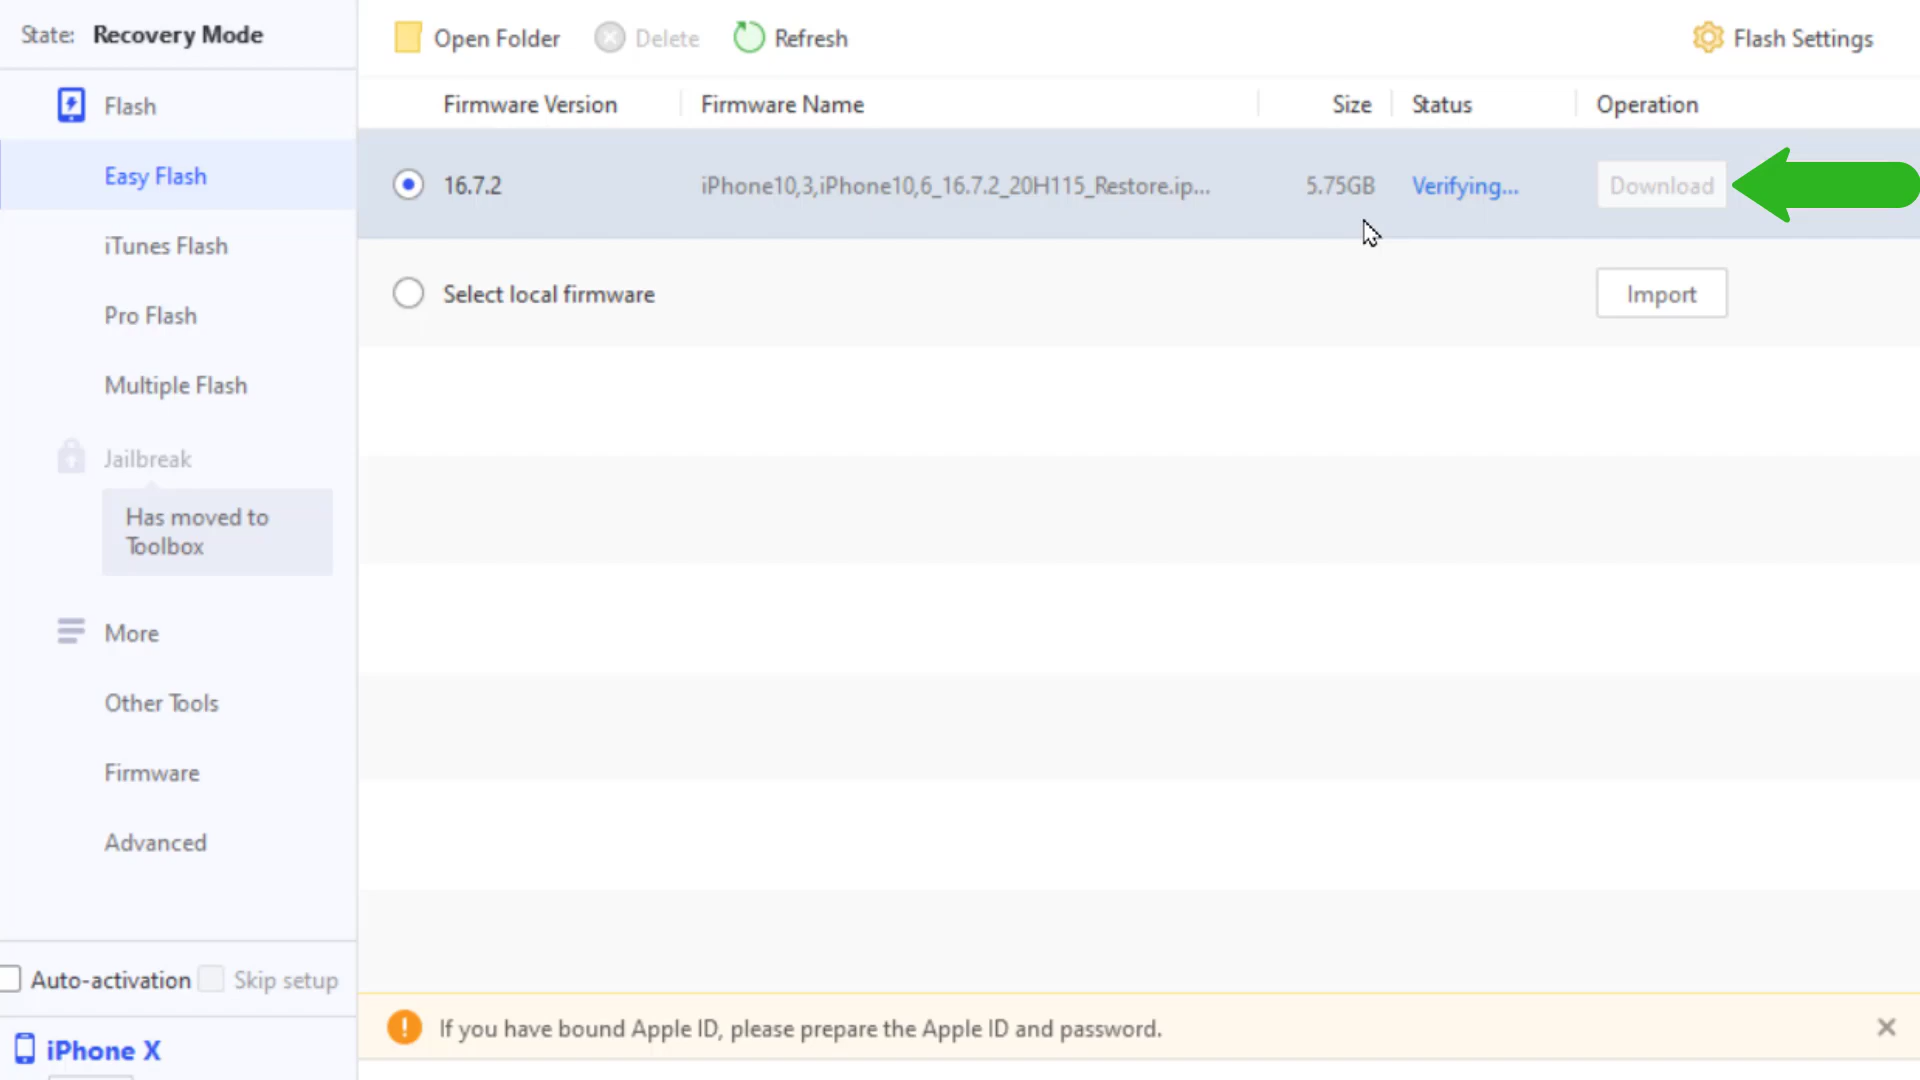 State: Recovery Mode
Open Folder Delete Refresh Flash Settings
Flash
Easy Flash
iTunes Flash
Pro Flash
Multiple Flash
Jailbreak
Has moved to
Toolbox
More
Other Tools
Firmware
Advanced
Auto-activation Skip setup
iPhone X
Firmware Version Firmware Name Size Status Operation
16.7.2 iPhone10,3,iPhone10,6_16.7.2_20H115_Restore.ip... 5.75GB Verifying... Download
Select local firmware Import
If you have bound Apple ID, please prepare the Apple ID and password.